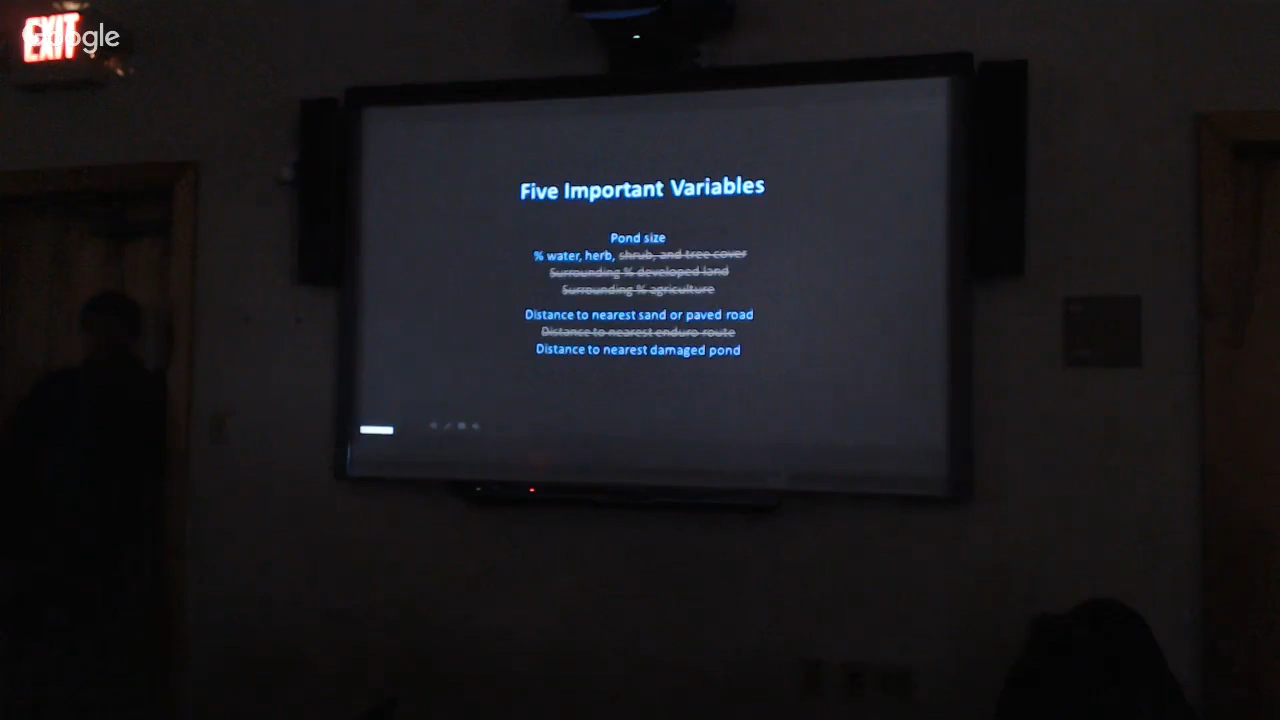 EXIT
Google
Five Important Variables
Pond size
% water, herb, shrub, and tree cover
Surrounding % developed land
Surrounding % agriculture
Distance to nearest sand or paved road
Distance to nearest enduro route
Distance to nearest damaged pond